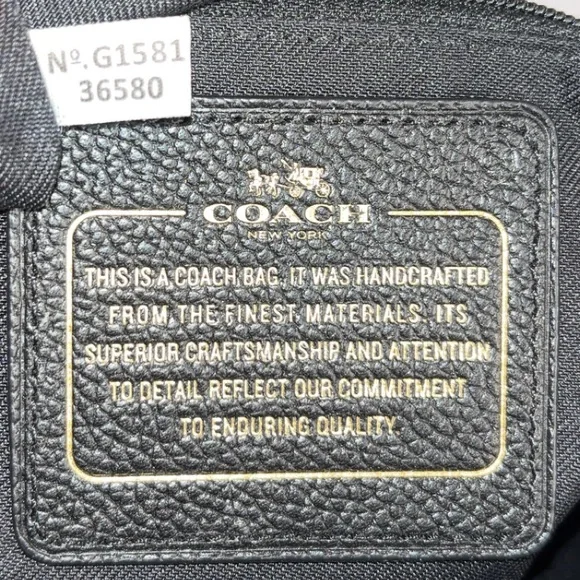 Nº.G1581
36580
COACH
NEW YORK
THIS IS A COACH BAG. IT WAS HANDCRAFTED
FROM THE FINEST MATERIALS. ITS
SUPERIOR CRAFTSMANSHIP AND ATTENTION
TO DETAIL REFLECT OUR COMMITMENT
TO ENDURING QUALITY.